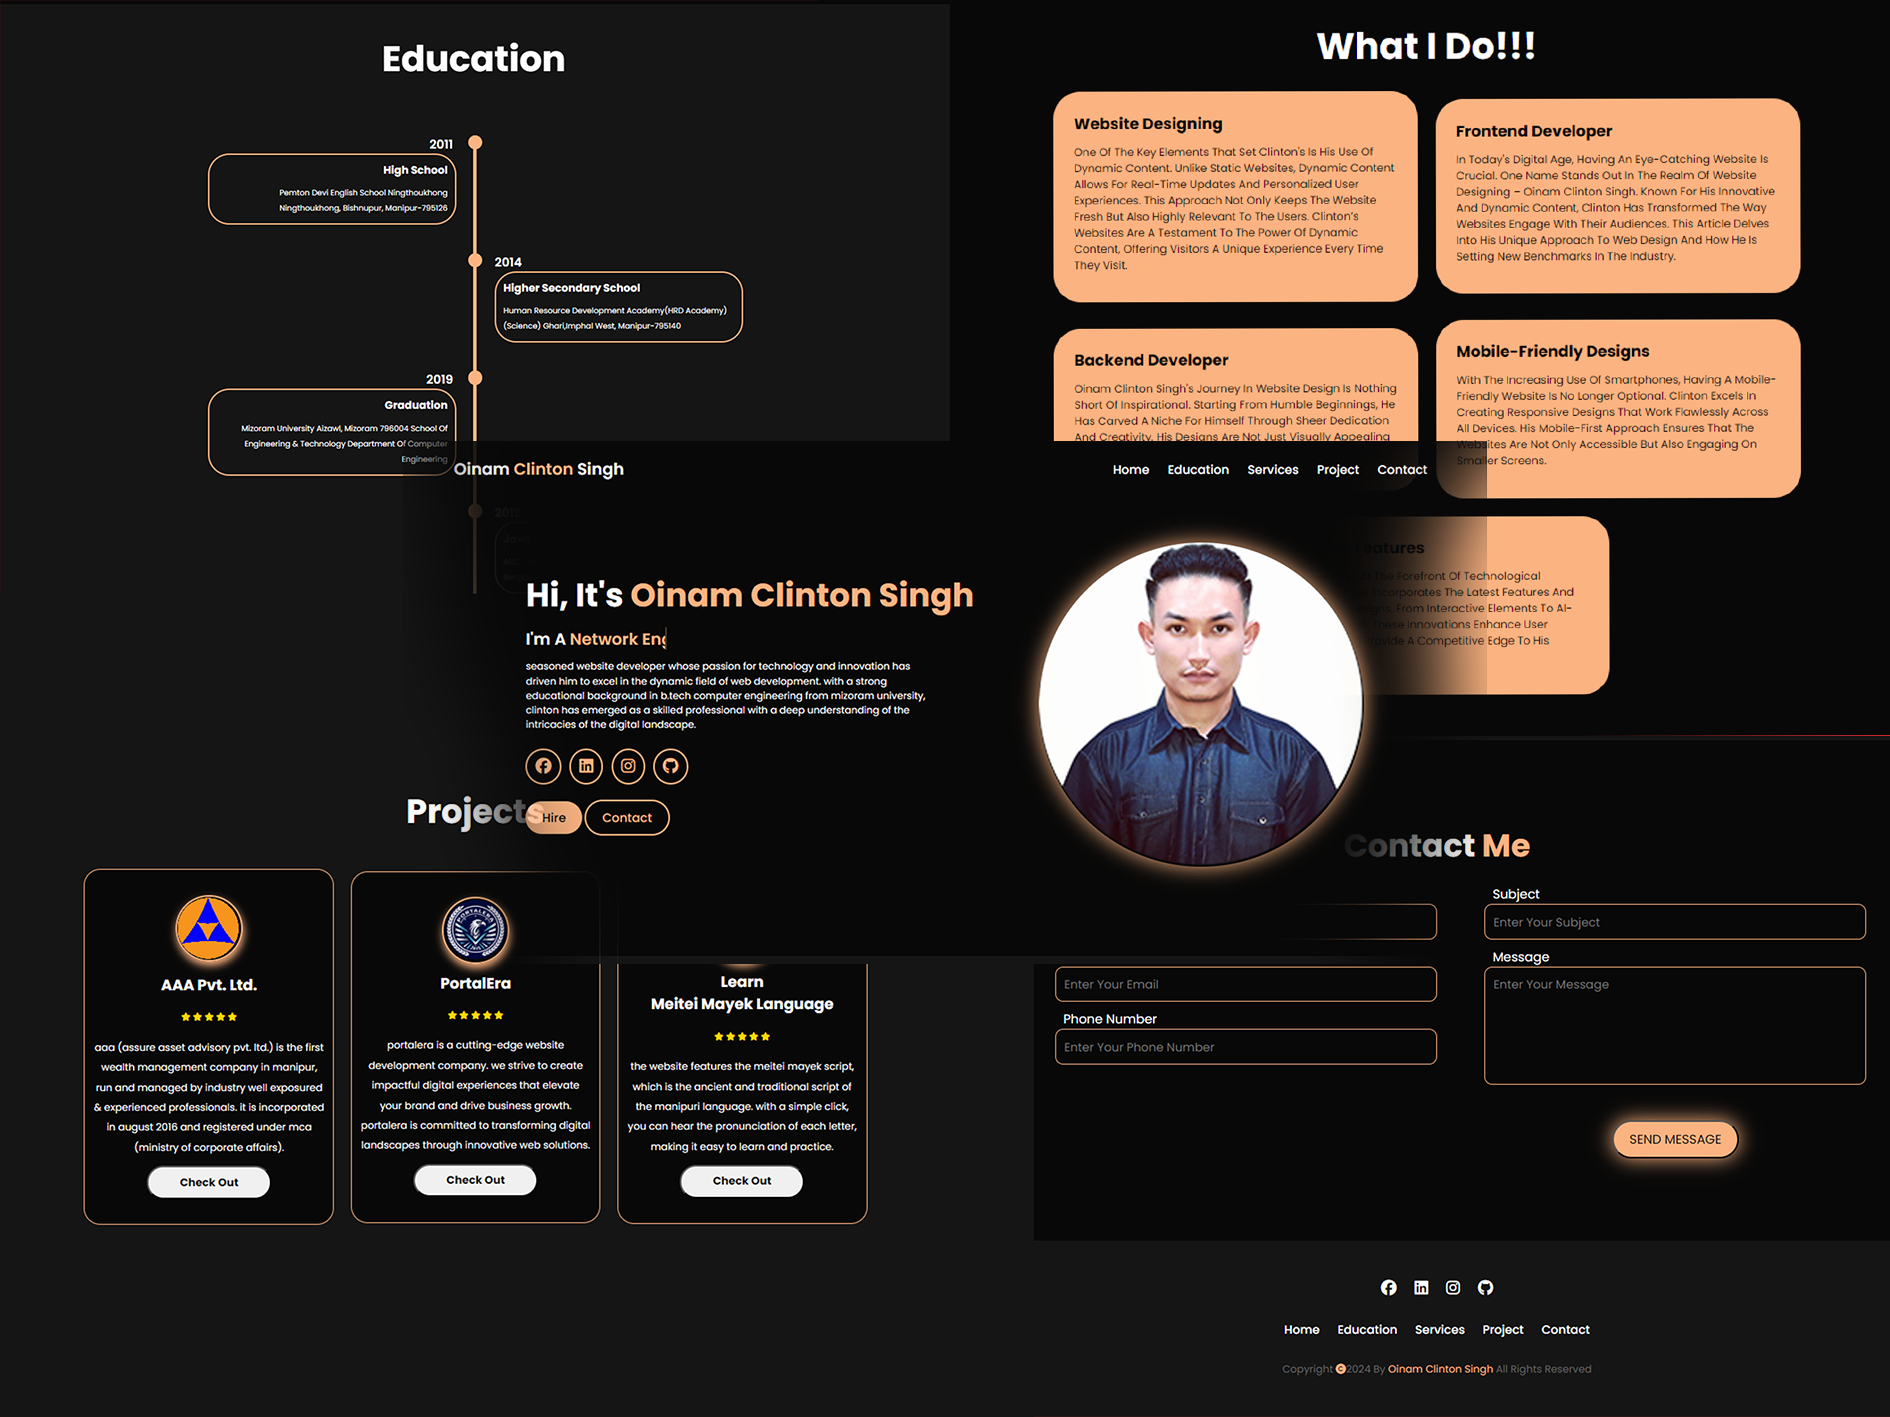 Education
2011
High School
Pemton Devi English School Ningthoukhong
Ningthoukhong, Bishnupur, Manipur-795126
2014
Higher Secondary School
Human Resource Development Academy(HRD Academy)
(Science) Ghari,Imphal West, Manipur-795140
2019
Graduation
Mizoram University Aizawl, Mizoram 796004 School Of
Engineering & Technology Department Of Computer
Engineering
What I Do!!!
Website Designing
One Of The Key Elements That Set Clinton's Is His Use Of
Dynamic Content. Unlike Static Websites, Dynamic Content
Allows For Real-Time Updates And Personalized User
Experiences. This Approach Not Only Keeps The Website
Fresh But Also Highly Relevant To The Users. Clinton's
Websites Are A Testament To The Power Of Dynamic
Content, Offering Visitors A Unique Experience Every Time
They Visit.
Frontend Developer
In Today's Digital Age, Having An Eye-Catching Website Is
Crucial. One Name Stands Out In The Realm Of Website
Designing – Oinam Clinton Singh. Known For His Innovative
And Dynamic Content, Clinton Has Transformed The Way
Websites Engage With Their Audiences. This Article Delves
Into His Unique Approach To Web Design And How He Is
Setting New Benchmarks In The Industry.
Backend Developer
Oinam Clinton Singh's Journey In Website Design Is Nothing
Short Of Inspirational. Starting From Humble Beginnings, He
Has Carved A Niche For Himself Through Sheer Dedication
And Creativity. His Designs Are Not Just Visually Appealing
Mobile-Friendly Designs
With The Increasing Use Of Smartphones, Having A Mobile-
Friendly Website Is No Longer Optional. Clinton Excels In
Creating Responsive Designs That Work Flawlessly Across
All Devices. His Mobile-First Approach Ensures That The
Websites Are Not Only Accessible But Also Engaging On
Smaller Screens.
Features
The Forefront Of Technological
Incorporates The Latest Features And
From Interactive Elements To AI-
These Innovations Enhance User
Provide A Competitive Edge To His
Oinam Clinton Singh
Home Education Services Project Contact
Hi, It's Oinam Clinton Singh
I'm A Network Eng
seasoned website developer whose passion for technology and innovation has
driven him to excel in the dynamic field of web development. with a strong
educational background in b.tech computer engineering from mizoram university,
clinton has emerged as a skilled professional with a deep understanding of the
intricacies of the digital landscape.
Hire Contact
Projects
AAA Pvt. Ltd.
aaa (assure asset advisory pvt. ltd.) is the first
wealth management company in manipur,
run and managed by industry well exposured
& experienced professionals. it is incorporated
in august 2016 and registered under mca
(ministry of corporate affairs).
Check Out
PORTALERA
PortalEra
portalera is a cutting-edge website
development company. we strive to create
impactful digital experiences that elevate
your brand and drive business growth.
portalera is committed to transforming digital
landscapes through innovative web solutions.
Check Out
Learn
Meitei Mayek Language
the website features the meitei mayek script,
which is the ancient and traditional script of
the manipuri language. with a simple click,
you can hear the pronunciation of each letter,
making it easy to learn and practice.
Check Out
Contact Me
Enter Your Email
Phone Number
Enter Your Phone Number
Subject
Enter Your Subject
Message
Enter Your Message
SEND MESSAGE
Home Education Services Project Contact
Copyright ©2024 By Oinam Clinton Singh All Rights Reserved